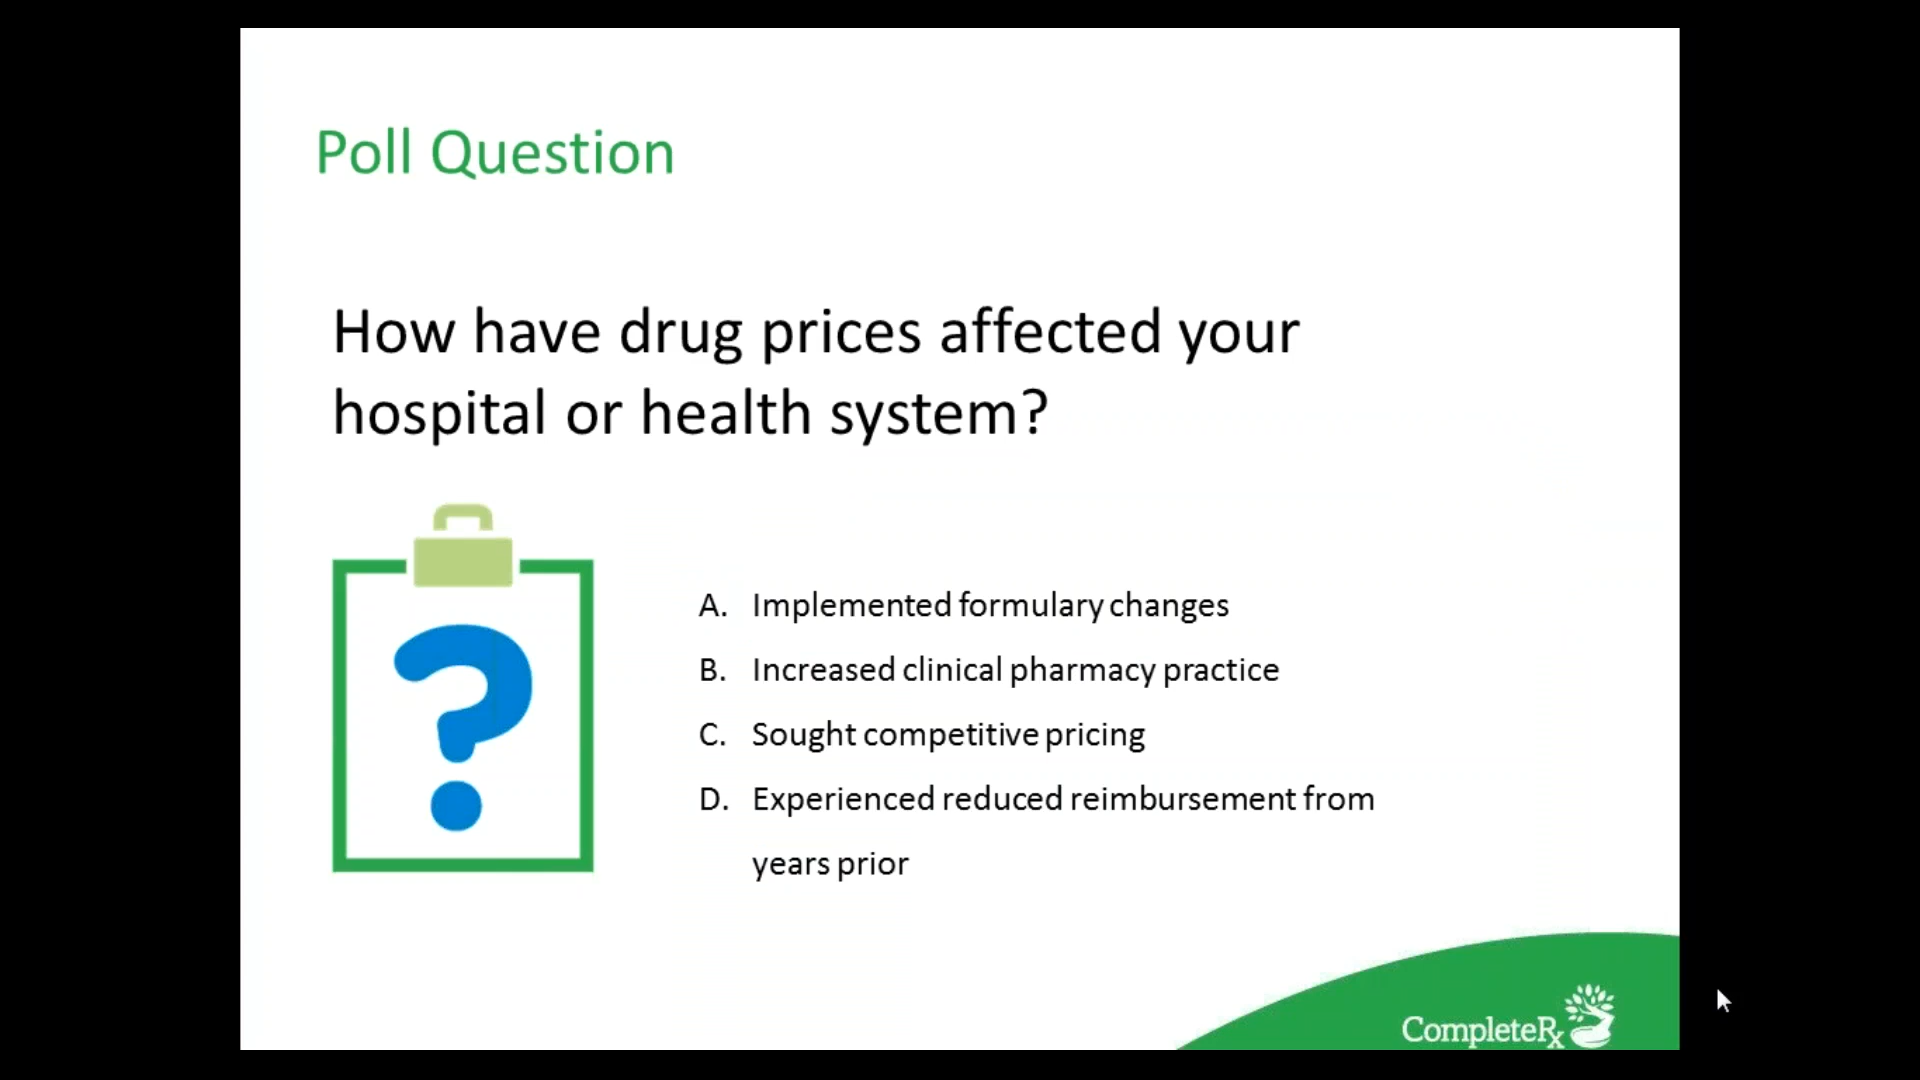 Poll Question
How have drug prices affected your
hospital or health system?
?
A. Implemented formulary changes
B. Increased clinical pharmacy practice
C. Sought competitive pricing
D. Experienced reduced reimbursement from
years prior
CompleteRx